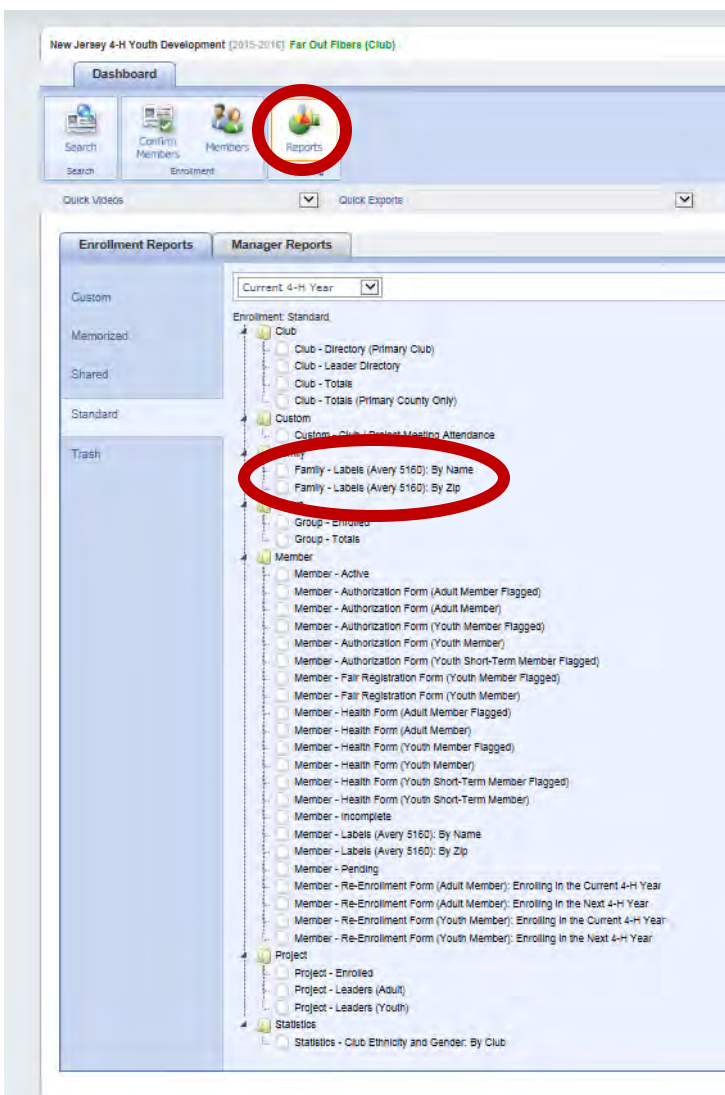 New Jersey 4-H Youth Development [2015-2016] Far Out Fibers (Club)
Dashboard
Search
Confirm Members
Members
Reports
Search
Enrollment
Quick Videos
Quick Exports
Enrollment Reports
Manager Reports
Custom
Memorized
Shared
Standard
Trash
Current 4-H Year
Enrollment: Standard
Club
Club - Directory (Primary Club)
Club - Leader Directory
Club - Totals
Club - Totals (Primary County Only)
Custom
Custom - Club / Project Meeting Attendance
Family - Labels (Avery 5160): By Name
Family - Labels (Avery 5160): By Zip
Group - Enrolled
Group - Totals
Member
Member - Active
Member - Authorization Form (Adult Member Flagged)
Member - Authorization Form (Adult Member)
Member - Authorization Form (Youth Member Flagged)
Member - Authorization Form (Youth Member)
Member - Authorization Form (Youth Short-Term Member Flagged)
Member - Fair Registration Form (Youth Member Flagged)
Member - Fair Registration Form (Youth Member)
Member - Health Form (Adult Member Flagged)
Member - Health Form (Adult Member)
Member - Health Form (Youth Member Flagged)
Member - Health Form (Youth Member)
Member - Health Form (Youth Short-Term Member Flagged)
Member - Health Form (Youth Short-Term Member)
Member - Incomplete
Member - Labels (Avery 5160): By Name
Member - Labels (Avery 5160): By Zip
Member - Pending
Member - Re-Enrollment Form (Adult Member): Enrolling in the Current 4-H Year
Member - Re-Enrollment Form (Adult Member): Enrolling in the Next 4-H Year
Member - Re-Enrollment Form (Youth Member): Enrolling in the Current 4-H Year
Member - Re-Enrollment Form (Youth Member): Enrolling in the Next 4-H Year
Project
Project - Enrolled
Project - Leaders (Adult)
Project - Leaders (Youth)
Statistics
Statistics - Club Ethnicity and Gender: By Club